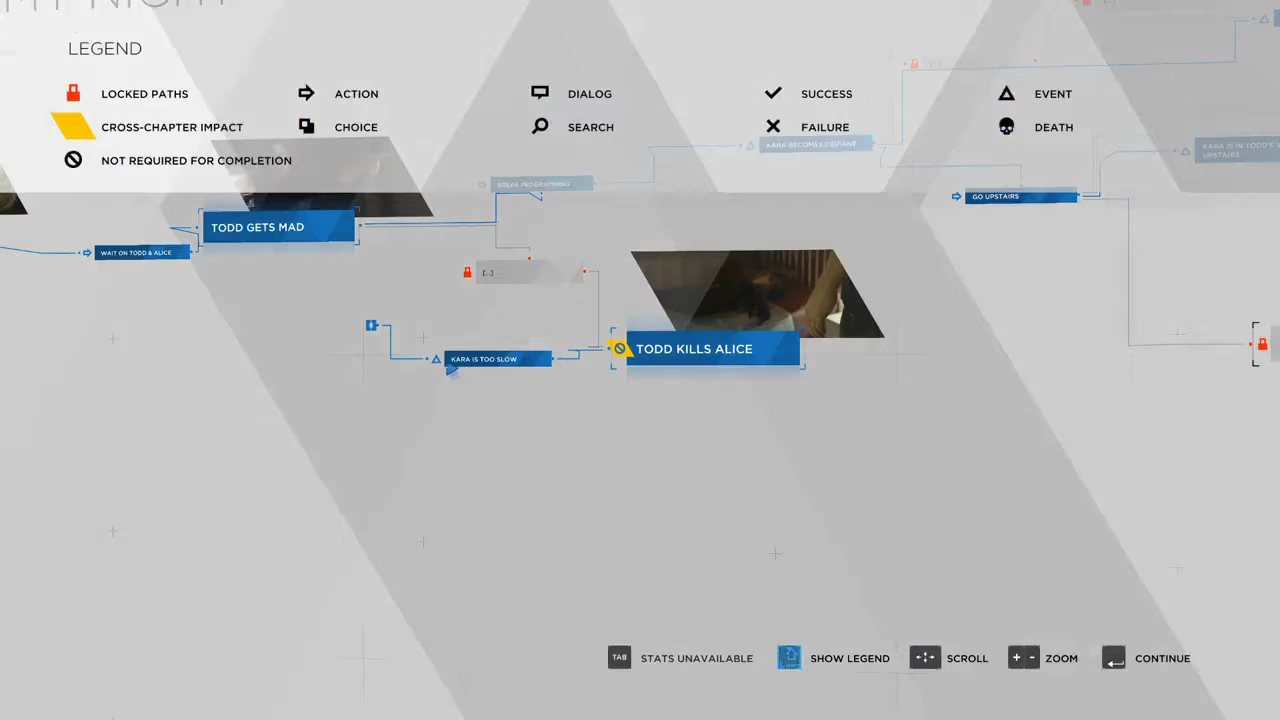 LEGEND
LOCKED PATHS
ACTION
DIALOG
SUCCESS
EVENT
CROSS-CHAPTER IMPACT
CHOICE
SEARCH
FAILURE
DEATH
NOT REQUIRED FOR COMPLETION
KARA BECOMES DEVIANT
KARA IS IN TODD'S
UPSTAIRS
BREAK PROGRAMMING
GO UPSTAIRS
TODD GETS MAD
WAIT ON TODD & ALICE
[...]
TODD KILLS ALICE
KARA IS TOO SLOW
TAB
STATS UNAVAILABLE
SHOW LEGEND
SCROLL
+ -
ZOOM
CONTINUE